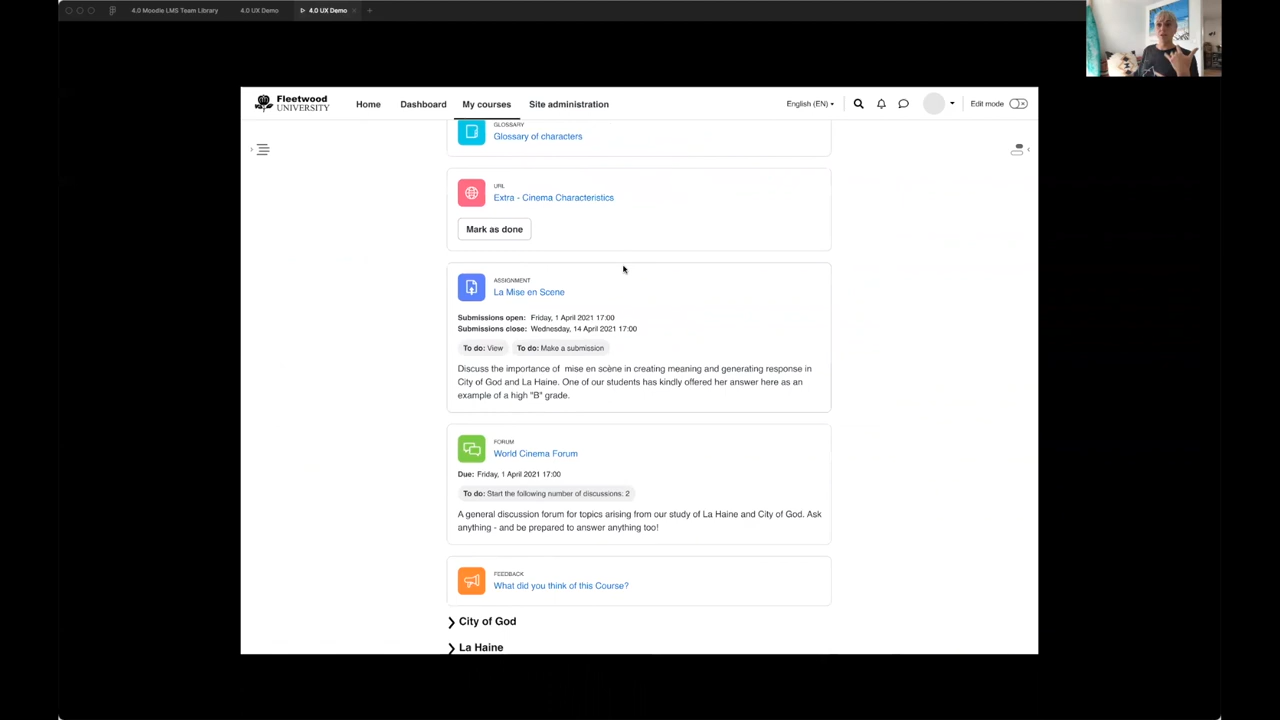 4.0 Moodle LMS Team Library 4.0 UX Demo 4.0 UX Demo
Fleetwood
UNIVERSITY
Home Dashboard My courses Site administration English (EN) Edit mode
GLOSSARY
Glossary of characters
URL
Extra - Cinema Characteristics
Mark as done
ASSIGNMENT
La Mise en Scene
Submissions open: Friday, 1 April 2021 17:00
Submissions close: Wednesday, 14 April 2021 17:00
To do: View To do: Make a submission
Discuss the importance of mise en scène in creating meaning and generating response in
City of God and La Haine. One of our students has kindly offered her answer here as an
example of a high "B" grade.
FORUM
World Cinema Forum
Due: Friday, 1 April 2021 17:00
To do: Start the following number of discussions: 2
A general discussion forum for topics arising from our study of La Haine and City of God. Ask
anything - and be prepared to answer anything too!
FEEDBACK
What did you think of this Course?
City of God
La Haine